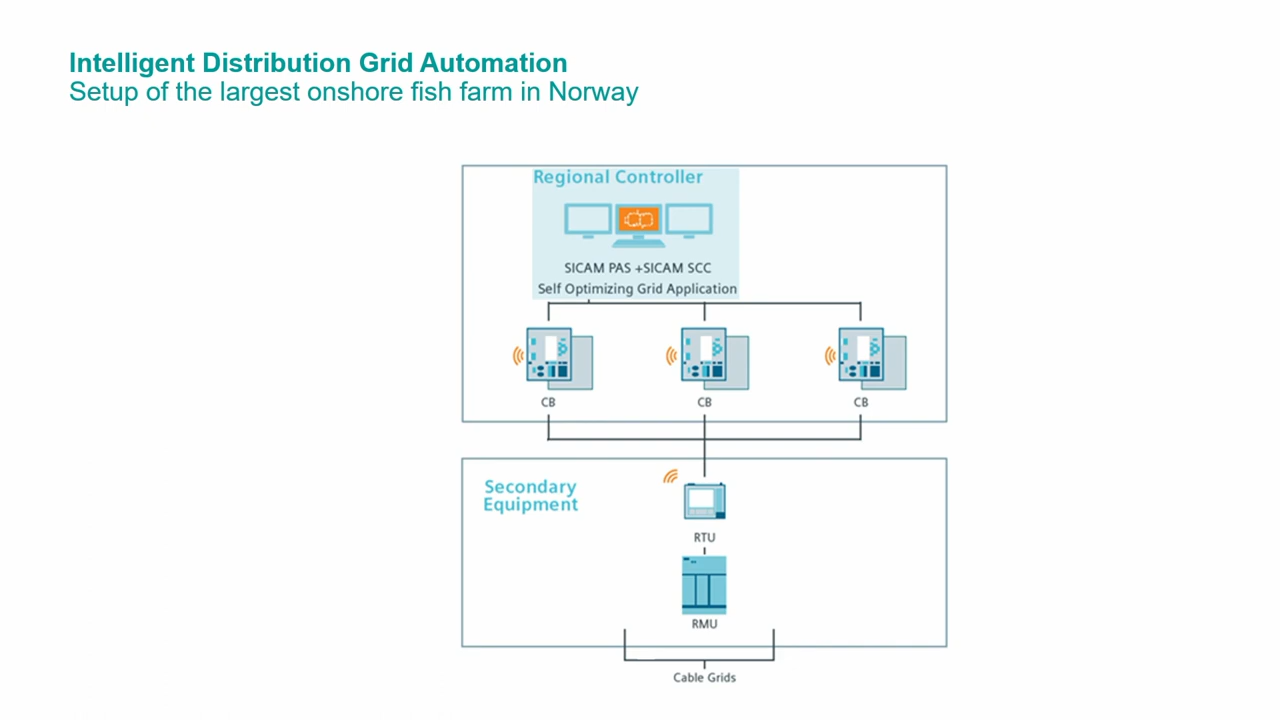 Intelligent Distribution Grid Automation
Setup of the largest onshore fish farm in Norway
Regional Controller
SICAM PAS +SICAM SCC
Self Optimizing Grid Application
CB
CB
CB
Secondary
Equipment
RTU
RMU
Cable Grids